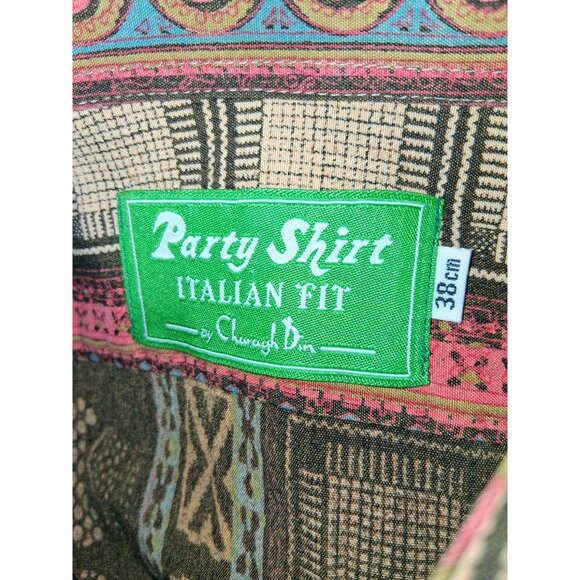 Party Shirt
ITALIAN FIT
By Charagh Din
38cm